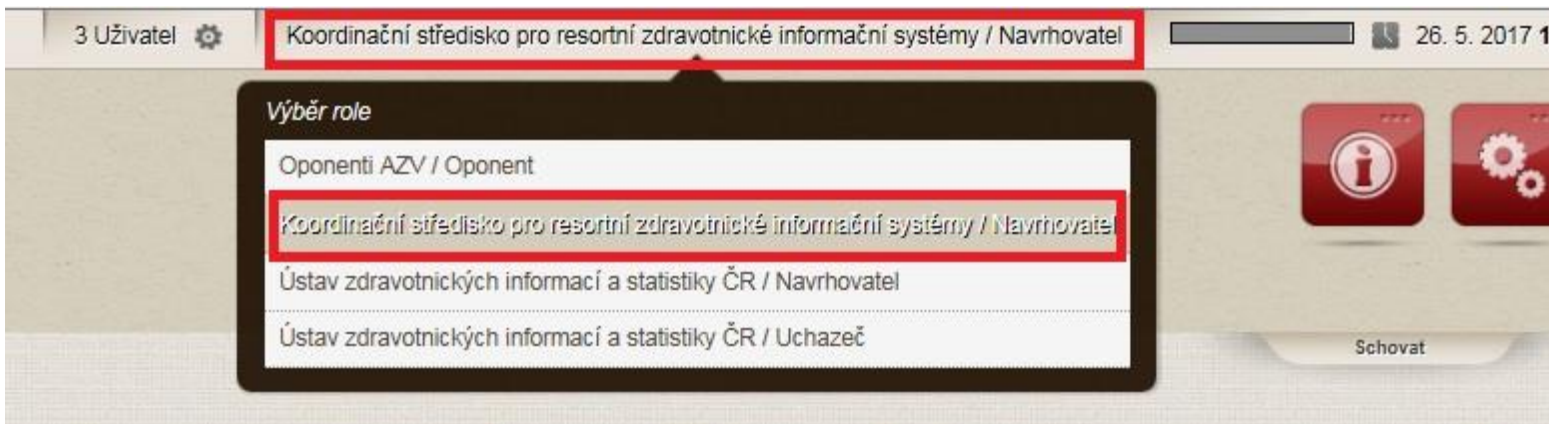 3 Uživatel
Koordinační středisko pro resortní zdravotnické informační systémy / Navrhovatel
26. 5. 2017 1
Výběr role
Oponenti AZV / Oponent
Koordinační středisko pro resortní zdravotnické informační systémy / Navrhovatel
Ústav zdravotnických informací a statistiky ČR / Navrhovatel
Ústav zdravotnických informací a statistiky ČR / Uchazeč
Schovat